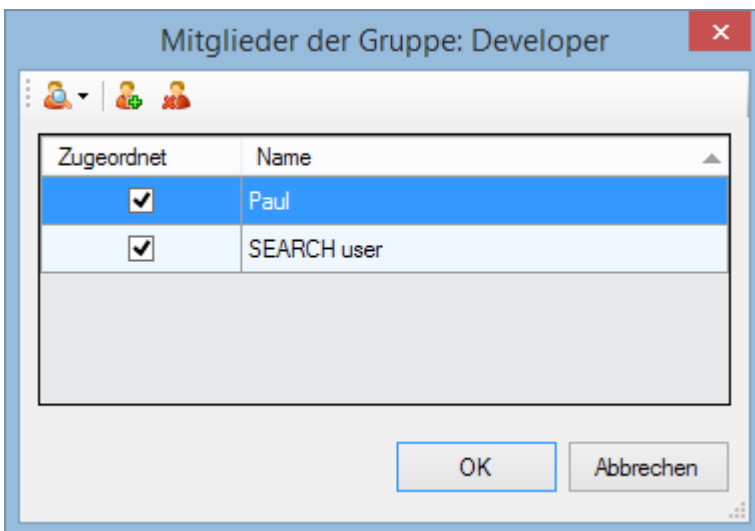 Mitglieder der Gruppe: Developer
Zugeordnet Name
Paul
SEARCH user
OK Abbrechen